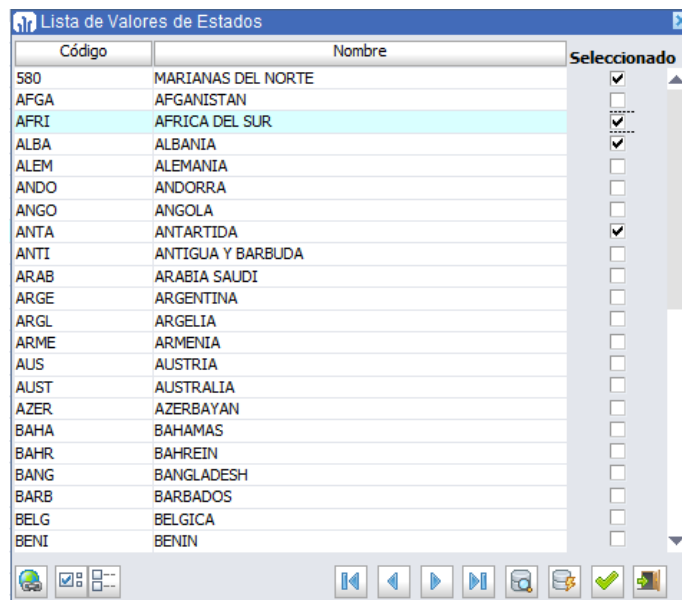 Lista de Valores de Estados
Código Nombre Seleccionado
580 MARIANAS DEL NORTE
AFGA AFGANISTAN
AFRI AFRICA DEL SUR
ALBA ALBANIA
ALEM ALEMANIA
ANDO ANDORRA
ANGO ANGOLA
ANTA ANTARTIDA
ANTI ANTIGUA Y BARBUDA
ARAB ARABIA SAUDI
ARGE ARGENTINA
ARGL ARGELIA
ARME ARMENIA
AUS AUSTRIA
AUST AUSTRALIA
AZER AZERBAYAN
BAHA BAHAMAS
BAHR BAHREIN
BANG BANGLADESH
BARB BARBADOS
BELG BELGICA
BENI BENIN